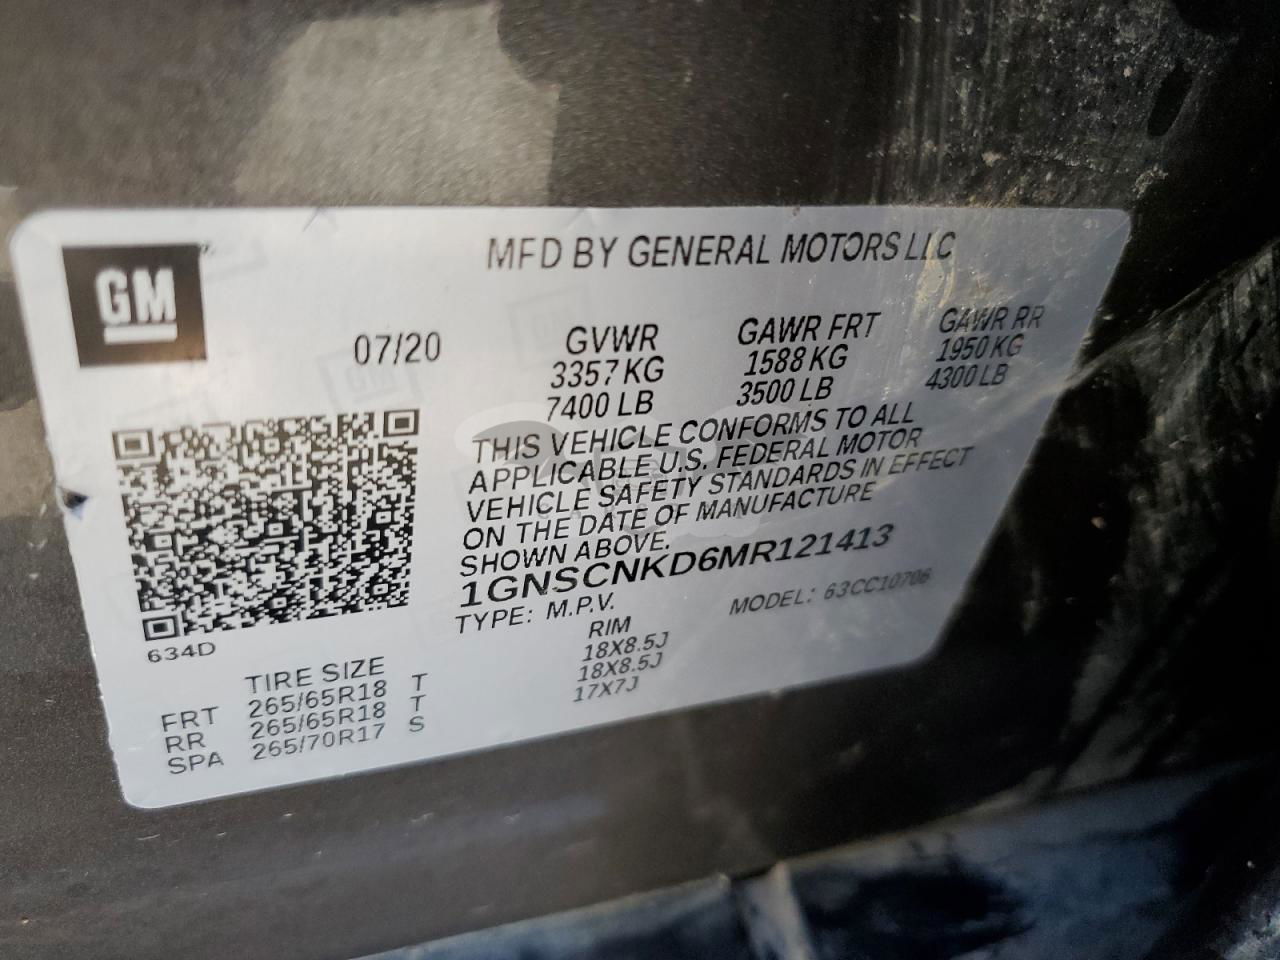 GM
MFD BY GENERAL MOTORS LLC
07/20
GVWR GAWR FRT GAWR RR
3357 KG 1588 KG 1950 KG
7400 LB 3500 LB 4300 LB
THIS VEHICLE CONFORMS TO ALL
APPLICABLE U.S. FEDERAL MOTOR
VEHICLE SAFETY STANDARDS IN EFFECT
ON THE DATE OF MANUFACTURE
SHOWN ABOVE.
1GNSCNKD6MR121413
TYPE: M.P.V. MODEL: 63CC10706
634D
TIRE SIZE RIM
FRT 265/65R18 T 18X8.5J
RR 265/65R18 T 18X8.5J
SPA 265/70R17 S 17X7J